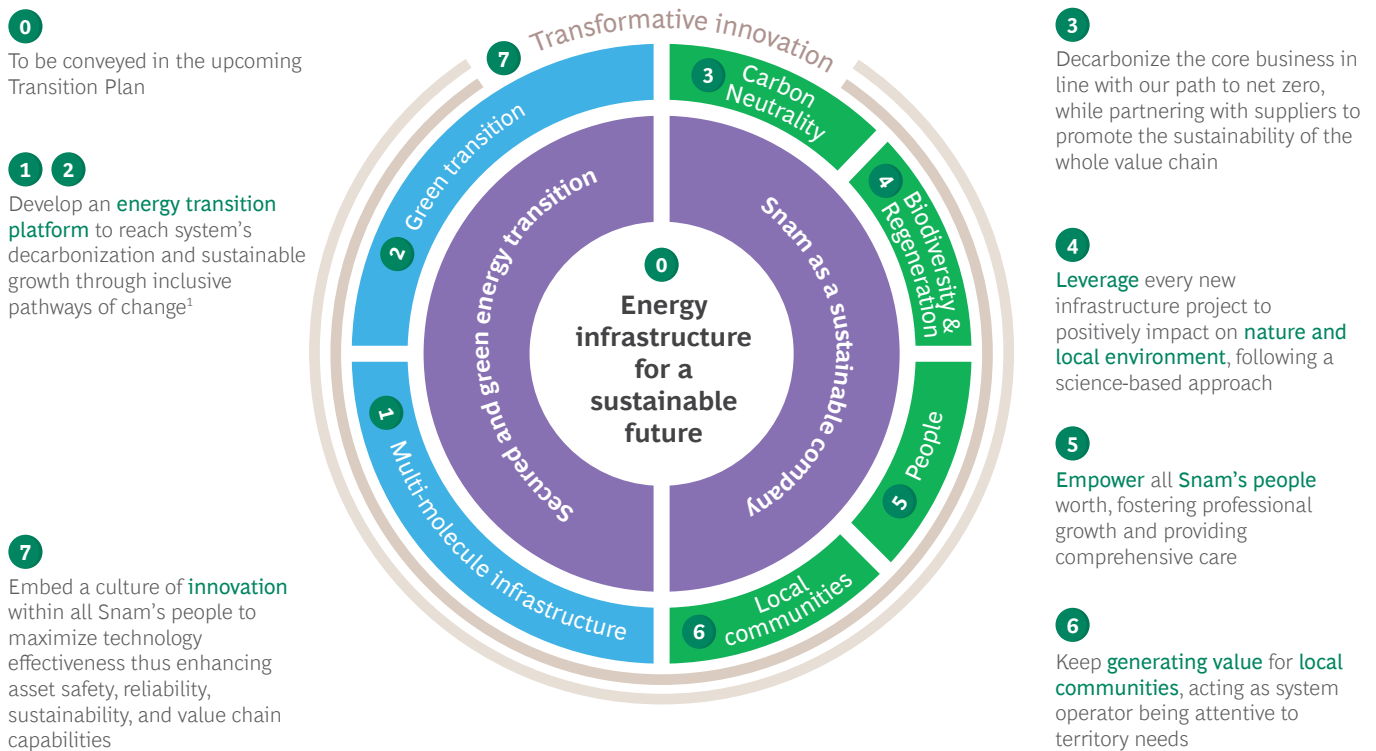 0
To be conveyed in the upcoming
Transition Plan
1 2
Develop an energy transition
platform to reach system's
decarbonization and sustainable
growth through inclusive
pathways of change¹
7
Embed a culture of innovation
within all Snam's people to
maximize technology
effectiveness thus enhancing
asset safety, reliability,
sustainability, and value chain
capabilities
7
Transformative innovation
2
Green transition
1
Multi-molecule infrastructure
Secured and green energy transition
0
Energy
infrastructure
for a
sustainable
future
Snam as a sustainable company
3
Carbon
Neutrality
4
Biodiversity &
Regeneration
5
People
6
Local
communities
3
Decarbonize the core business in
line with our path to net zero,
while partnering with suppliers to
promote the sustainability of the
whole value chain
4
Leverage every new
infrastructure project to
positively impact on nature and
local environment, following a
science-based approach
5
Empower all Snam's people
worth, fostering professional
growth and providing
comprehensive care
6
Keep generating value for local
communities, acting as system
operator being attentive to
territory needs